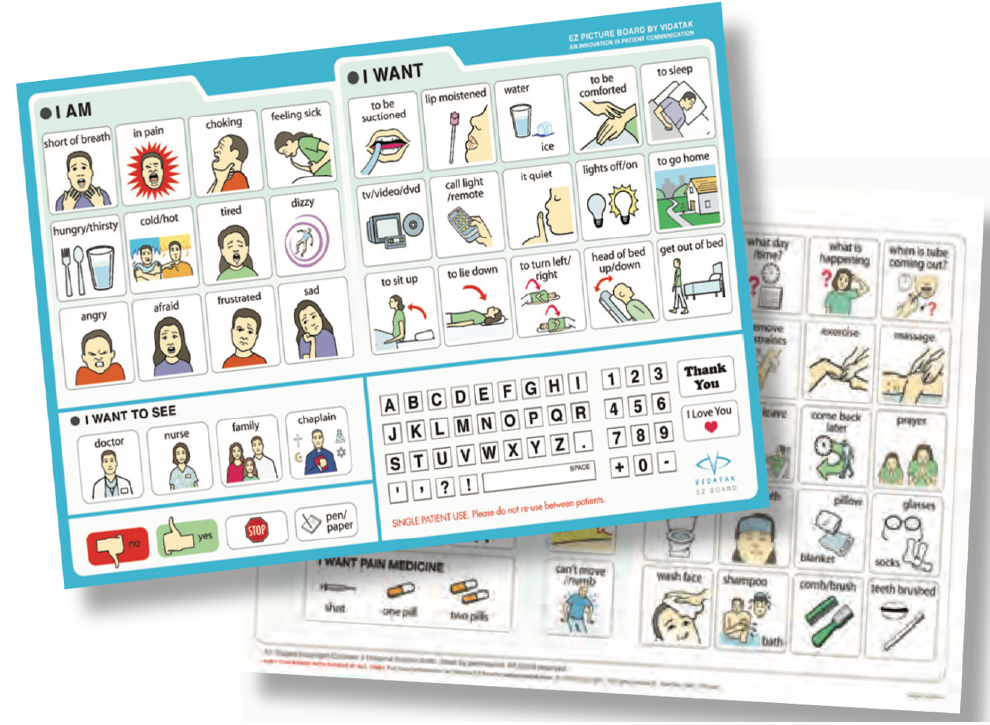 EZ PICTURE BOARD BY VIDATAK
AN INNOVATION IN PATIENT COMMUNICATION
I AM
short of breath
in pain
choking
feeling sick
hungry/thirsty
cold/hot
tired
dizzy
angry
afraid
frustrated
sad
I WANT
to be
suctioned
lip moistened
water
ice
to be
comforted
to sleep
tv/video/dvd
call light
/remote
it quiet
lights off/on
to go home
to sit up
to lie down
to turn left/
right
head of bed
up/down
get out of bed
I WANT TO SEE
doctor
nurse
family
chaplain
no
yes
STOP
pen/
paper
A B C D E F G H I
J K L M N O P Q R
S T U V W X Y Z .
' , ? ! SPACE
1 2 3
4 5 6
7 8 9
+ 0 -
Thank
You
I Love You
VIDATAK
EZ BOARD
SINGLE PATIENT USE. Please do not re-use between patients.
what day
/time?
what is
happening
when is tube
coming out?
exercise
massage
come back
later
prayer
pillow
blanket
glasses
socks
I WANT PAIN MEDICINE
shot
one pill
two pills
can't move
/numb
wash face
shampoo
bath
comb/brush
teeth brushed